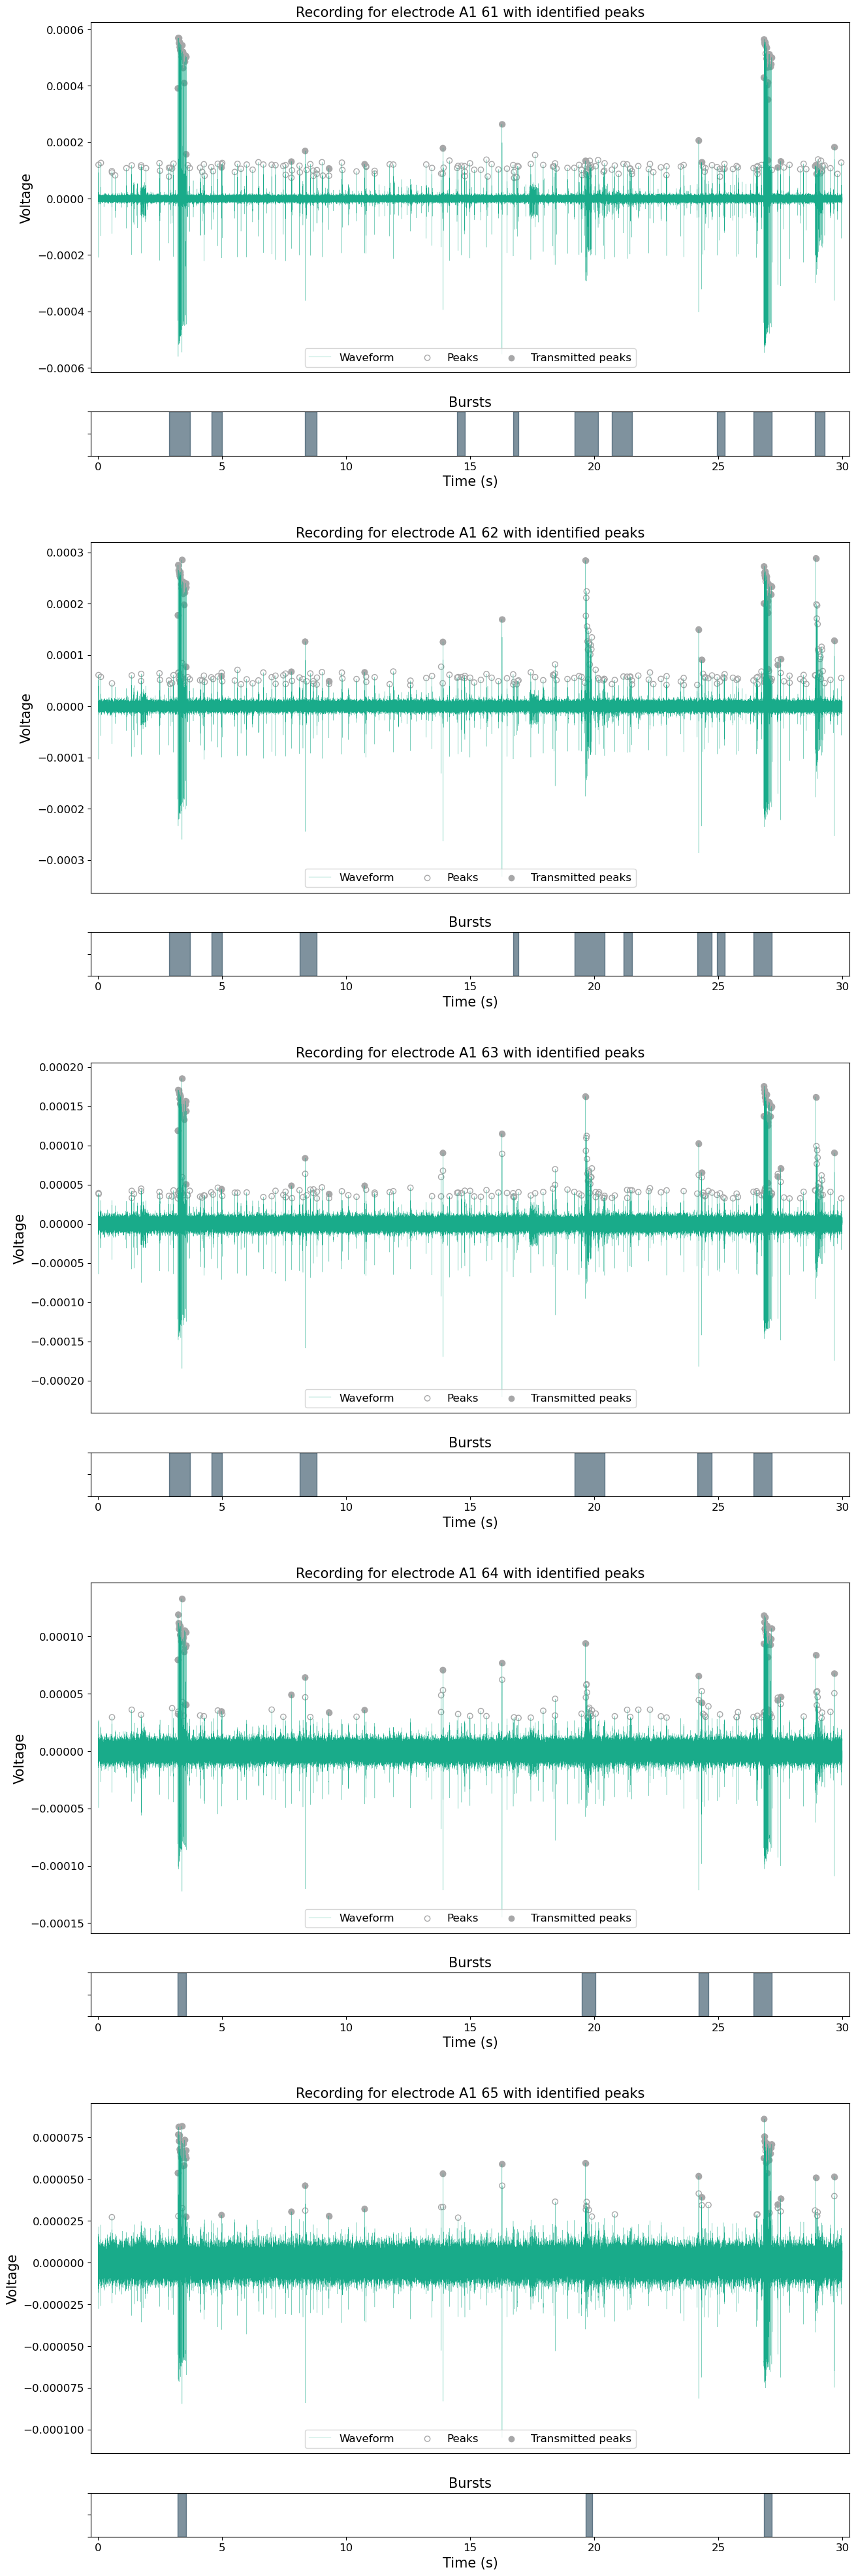 Recording for electrode A1 61 with identified peaks
0.0006
0.0004
0.0002
0.0000
−0.0002
−0.0004
−0.0006
Voltage
Waveform Peaks Transmitted peaks
Bursts
0 5 10 15 20 25 30
Time (s)
Recording for electrode A1 62 with identified peaks
0.0003
0.0002
0.0001
0.0000
−0.0001
−0.0002
−0.0003
Voltage
Waveform Peaks Transmitted peaks
Bursts
0 5 10 15 20 25 30
Time (s)
Recording for electrode A1 63 with identified peaks
0.00020
0.00015
0.00010
0.00005
0.00000
−0.00005
−0.00010
−0.00015
−0.00020
Voltage
Waveform Peaks Transmitted peaks
Bursts
0 5 10 15 20 25 30
Time (s)
Recording for electrode A1 64 with identified peaks
0.00010
0.00005
0.00000
−0.00005
−0.00010
−0.00015
Voltage
Waveform Peaks Transmitted peaks
Bursts
0 5 10 15 20 25 30
Time (s)
Recording for electrode A1 65 with identified peaks
0.000075
0.000050
0.000025
0.000000
−0.000025
−0.000050
−0.000075
−0.000100
Voltage
Waveform Peaks Transmitted peaks
Bursts
0 5 10 15 20 25 30
Time (s)